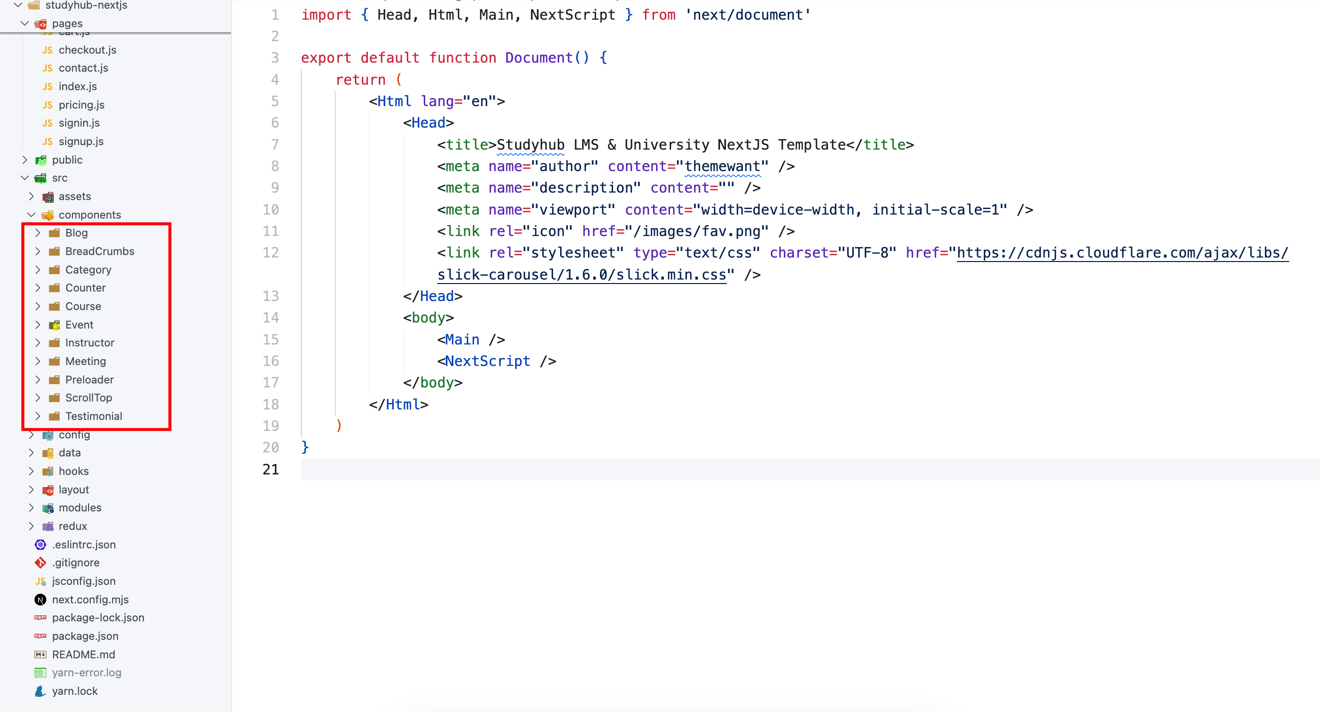 studyhub-nextjs
pages
cart.js
JS checkout.js
JS contact.js
JS index.js
JS pricing.js
JS signin.js
JS signup.js
public
src
assets
components
Blog
BreadCrumbs
Category
Counter
Course
Event
Instructor
Meeting
Preloader
ScrollTop
Testimonial
config
data
hooks
layout
modules
redux
.eslintrc.json
.gitignore
JS jsconfig.json
N next.config.mjs
package-lock.json
package.json
README.md
yarn-error.log
yarn.lock
1 import { Head, Html, Main, NextScript } from 'next/document'
2
3 export default function Document() {
4 return (
5 <Html lang="en">
6 <Head>
7 <title>Studyhub LMS & University NextJS Template</title>
8 <meta name="author" content="themewant" />
9 <meta name="description" content="" />
10 <meta name="viewport" content="width=device-width, initial-scale=1" />
11 <link rel="icon" href="/images/fav.png" />
12 <link rel="stylesheet" type="text/css" charset="UTF-8" href="https://cdnjs.cloudflare.com/ajax/libs/
slick-carousel/1.6.0/slick.min.css" />
13 </Head>
14 <body>
15 <Main />
16 <NextScript />
17 </body>
18 </Html>
19 )
20 }
21